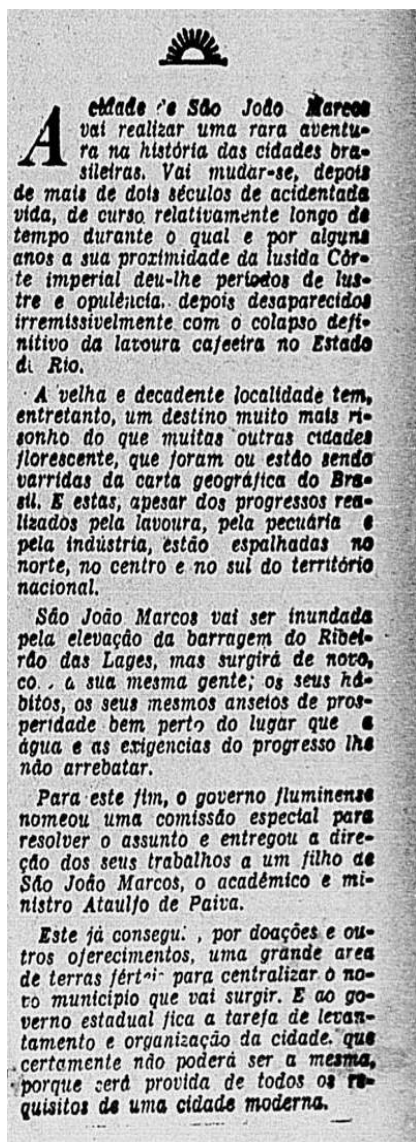 A cidade de São João Marcos
vai realizar uma rara aventu-
ra na história das cidades bra-
sileiras. Vai mudar-se, depois
de mais de dois séculos de acidentada
vida, de curso relativamente longo de
tempo durante o qual e por alguns
anos a sua proximidade da lusida Côr-
te imperial deu-lhe períodos de lus-
tre e opulência, depois desaparecidos
irremissivelmente com o colapso defi-
nitivo da lavoura cafeeira no Estado
Rio.
A velha e decadente localidade tem,
entretanto, um destino muito mais ri-
sonho do que muitas outras cidades
florescente, que foram ou estão sendo
varridas da carta geográfica do Bra-
sil. E estas, apesar dos progressos rea-
lizados pela lavoura, pela pecuária e
pela indústria, estão espalhadas no
norte, no centro e no sul do território
nacional.
São João Marcos vai ser inundada
pela elevação da barragem do Ribei-
rão das Lages, mas surgirá de novo,
a sua mesma gente; os seus há-
bitos, os seus mesmos anseios de pros-
peridade bem perto do lugar que a
água e as exigencias do progresso lhe
não arrebatar.
Para este fim, o governo fluminense
nomeou uma comissão especial para
resolver o assunto e entregou a dire-
ção dos seus trabalhos a um filho de
São João Marcos, o acadêmico e mi-
nistro Ataulfo de Paiva.
Este já , por doações e ou-
tros oferecimentos, uma grande area
de terras para centralizar o no-
vo município que vai surgir. E ao go-
verno estadual fica a tarefa de levan-
tamento e organização da cidade, que
certamente não poderá ser a mesma,
porque será provida de todos os re-
quisitos de uma cidade moderna.